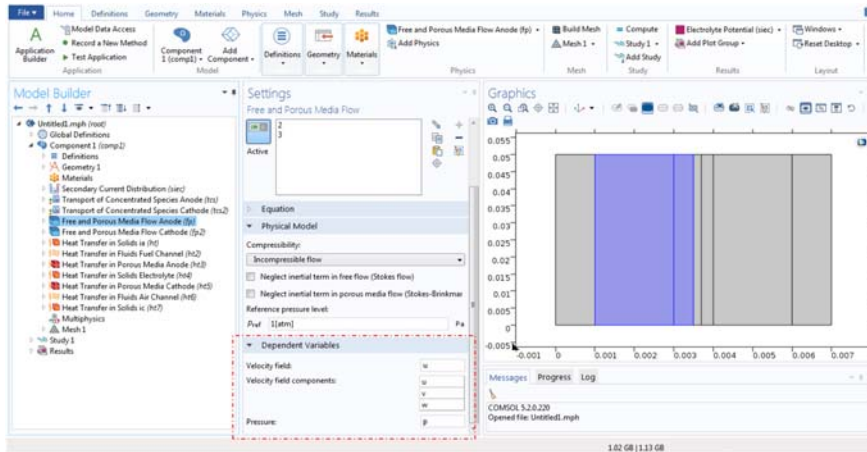 File
Home
Definitions
Geometry
Materials
Physics
Mesh
Study
Results
Application Builder
Model Data Access
Record a New Method
Test Application
Application
Component 1 (comp1)
Add Component
Model
Definitions
Geometry
Materials
Free and Porous Media Flow Anode (fp)
Add Physics
Physics
Build Mesh
Mesh 1
Mesh
Compute
Study 1
Add Study
Study
Electrolyte Potential (siec)
Add Plot Group
Results
Windows
Reset Desktop
Layout
Model Builder
Untitled1.mph (root)
Global Definitions
Component 1 (comp1)
Definitions
Geometry 1
Materials
Secondary Current Distribution (siec)
Transport of Concentrated Species Anode (tcs)
Transport of Concentrated Species Cathode (tcs2)
Free and Porous Media Flow Anode (fp)
Free and Porous Media Flow Cathode (fp2)
Heat Transfer in Solids ia (ht)
Heat Transfer in Fluids Fuel Channel (ht2)
Heat Transfer in Porous Media Anode (ht3)
Heat Transfer in Solids Electrolyte (ht4)
Heat Transfer in Porous Media Cathode (ht5)
Heat Transfer in Fluids Air Channel (ht6)
Heat Transfer in Solids ic (ht7)
Multiphysics
Mesh 1
Study 1
Results
Settings
Free and Porous Media Flow
Active
2
3
Equation
Physical Model
Compressibility:
Incompressible flow
Neglect inertial term in free flow (Stokes flow)
Neglect inertial term in porous media flow (Stokes-Brinkmar
Reference pressure level:
Pref 1[atm] Pa
Dependent Variables
Velocity field: u
Velocity field components: u
v
w
Pressure: p
Graphics
0.055
0.05
0.045
0.04
0.035
0.03
0.025
0.02
0.015
0.01
0.005
0
-0.005
-0.001 0 0.001 0.002 0.003 0.004 0.005 0.006 0.007
Messages Progress Log
COMSOL 5.2.0.220
Opened file: Untitled1.mph
1.02 GB | 1.13 GB